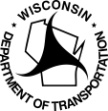 WISCONSIN
DEPARTMENT OF TRANSPORTATION